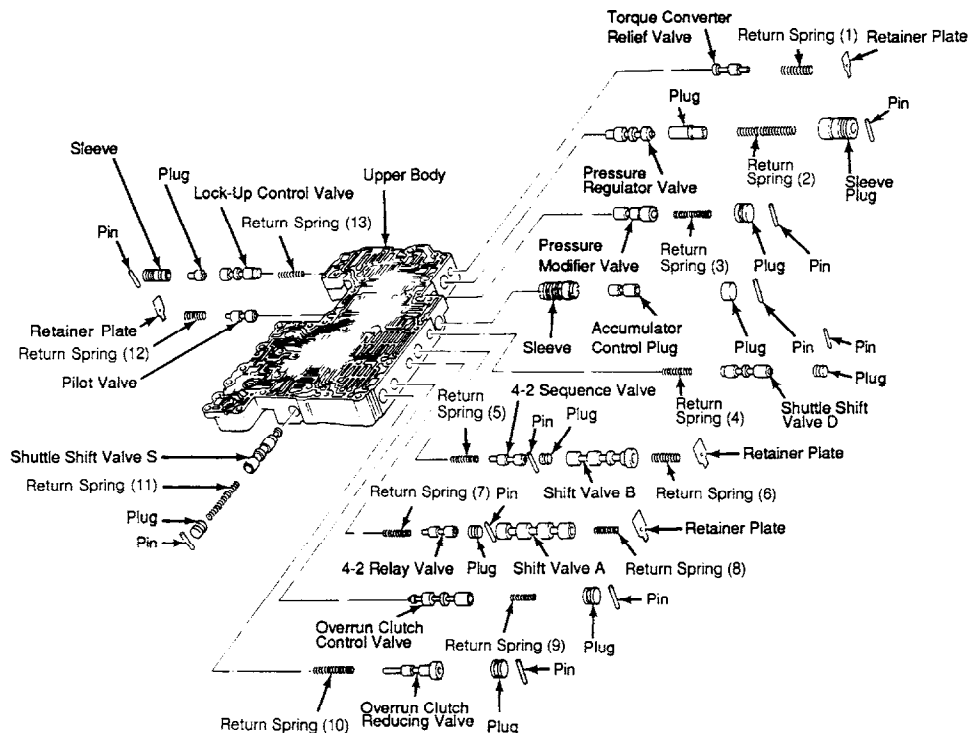 Torque Converter
Relief Valve
Return Spring (1)
Retainer Plate
Plug
Pin
Pressure
Regulator Valve
Return
Spring (2)
Sleeve
Plug
Sleeve
Plug
Lock-Up Control Valve
Return Spring (13)
Upper Body
Pin
Pressure
Modifier Valve
Return
Spring (3)
Plug
Pin
Retainer Plate
Return Spring (12)
Pilot Valve
Sleeve
Accumulator
Control Plug
Plug
Pin
Pin
Plug
Return
Spring (4)
Shuttle Shift
Valve D
Return
Spring (5)
4-2 Sequence Valve
Pin
Plug
Shift Valve B
Return Spring (6)
Retainer Plate
Shuttle Shift Valve S
Return Spring (11)
Plug
Pin
Return Spring (7)
Pin
4-2 Relay Valve
Plug
Shift Valve A
Return Spring (8)
Retainer Plate
Overrun Clutch
Control Valve
Return Spring (9)
Plug
Pin
Return Spring (10)
Overrun Clutch
Reducing Valve
Plug
Pin